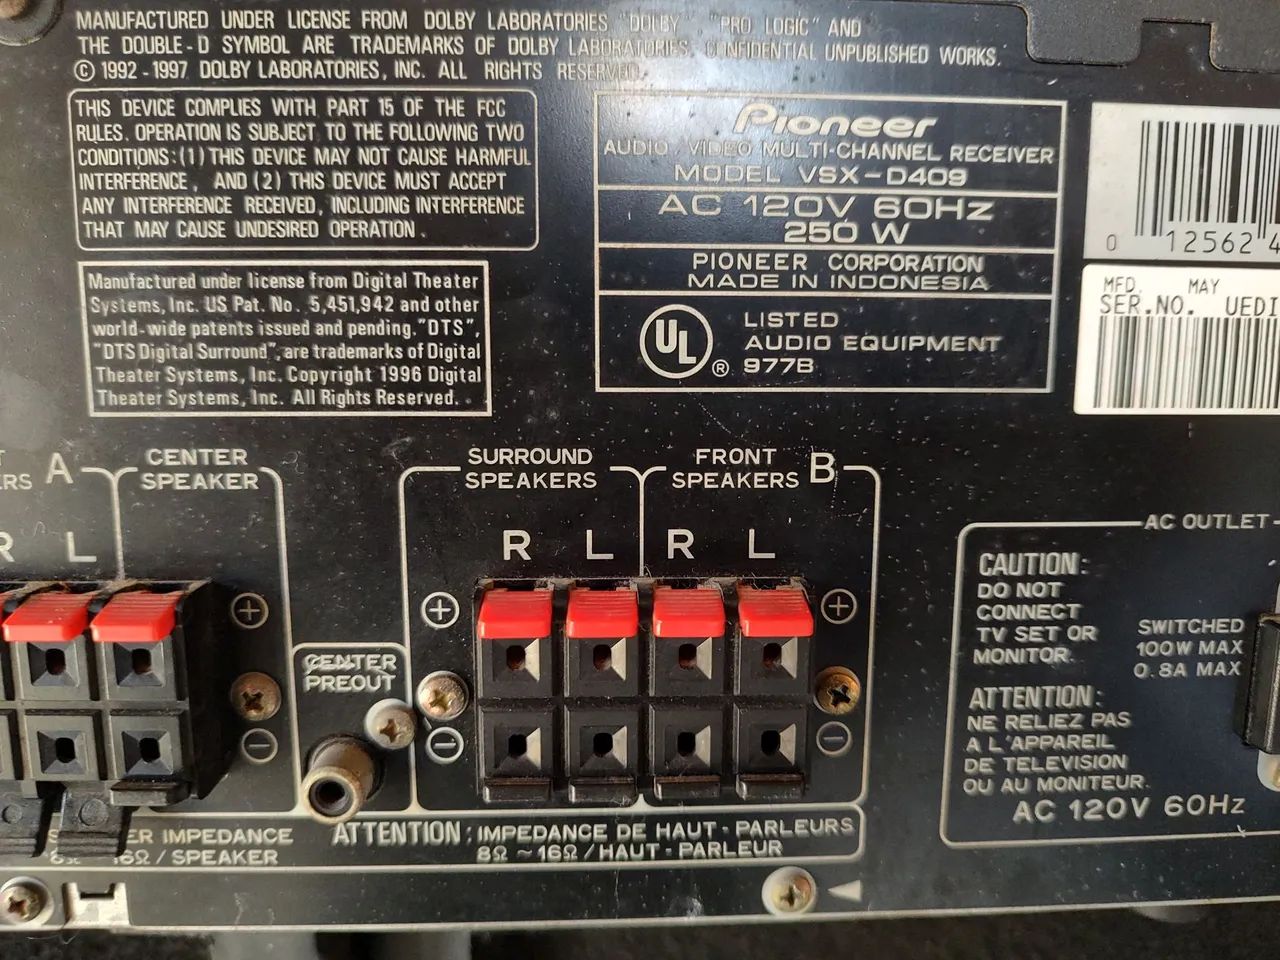 MANUFACTURED UNDER LICENSE FROM DOLBY LABORATORIES "DOLBY" "PRO LOGIC" AND
THE DOUBLE-D SYMBOL ARE TRADEMARKS OF DOLBY LABORATORIES. CONFIDENTIAL UNPUBLISHED WORKS.
© 1992-1997 DOLBY LABORATORIES, INC. ALL RIGHTS RESERVED.
THIS DEVICE COMPLIES WITH PART 15 OF THE FCC
RULES. OPERATION IS SUBJECT TO THE FOLLOWING TWO
CONDITIONS:(1) THIS DEVICE MAY NOT CAUSE HARMFUL
INTERFERENCE, AND (2) THIS DEVICE MUST ACCEPT
ANY INTERFERENCE RECEIVED, INCLUDING INTERFERENCE
THAT MAY CAUSE UNDESIRED OPERATION.
Manufactured under license from Digital Theater
Systems, Inc. US Pat. No. 5,451,942 and other
world-wide patents issued and pending. "DTS",
"DTS Digital Surround", are trademarks of Digital
Theater Systems, Inc. Copyright 1996 Digital
Theater Systems, Inc. All Rights Reserved.
Pioneer
AUDIO/VIDEO MULTI-CHANNEL RECEIVER
MODEL VSX-D409
AC 120V 60Hz
250 W
PIONEER CORPORATION
MADE IN INDONESIA
UL ®
LISTED
AUDIO EQUIPMENT
977B
0 12562 4
MFD. MAY
SER.NO. UEDI
A
R L
CENTER
SPEAKER
SURROUND
SPEAKERS
R L
FRONT
SPEAKERS B
R L
+
−
CENTER
PREOUT
+
−
+
−
IMPEDANCE
16Ω/SPEAKER
ATTENTION: IMPEDANCE DE HAUT-PARLEURS
8Ω~16Ω/HAUT-PARLEUR
AC OUTLET
CAUTION:
DO NOT
CONNECT
TV SET OR
MONITOR.
ATTENTION:
NE RELIEZ PAS
A L'APPAREIL
DE TELEVISION
OU AU MONITEUR.
SWITCHED
100W MAX
0.8A MAX
AC 120V 60Hz